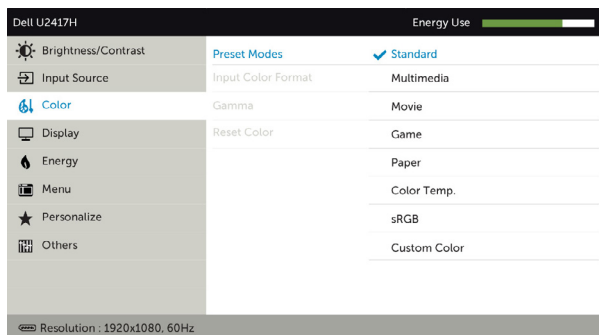 Dell U2417H
Energy Use
Brightness/Contrast
Input Source
Color
Display
Energy
Menu
Personalize
Others
Preset Modes
Input Color Format
Gamma
Reset Color
Standard
Multimedia
Movie
Game
Paper
Color Temp.
sRGB
Custom Color
Resolution : 1920x1080, 60Hz